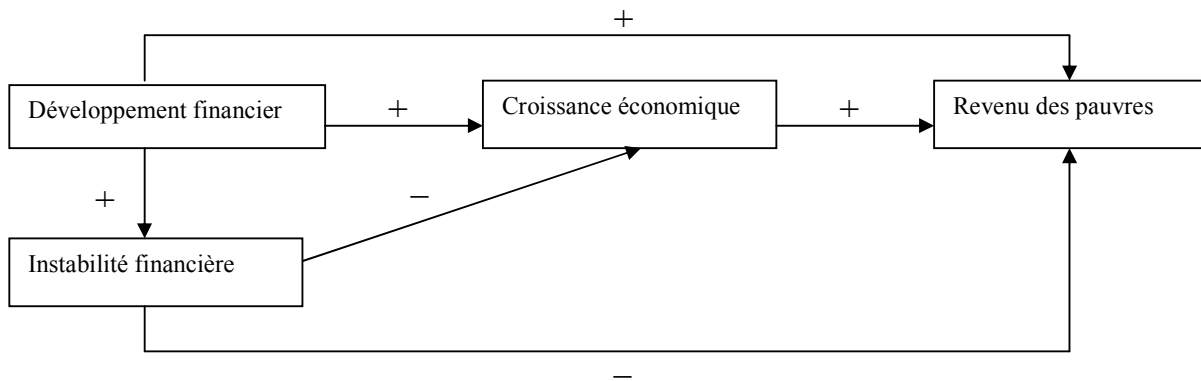 +
Développement financier
+
Croissance économique
+
Revenu des pauvres
+
−
Instabilité financière
−